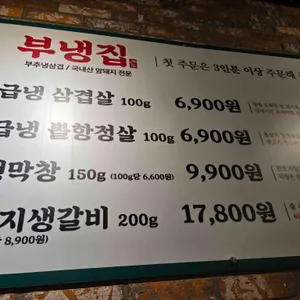 부냉집
부추냉삼겹 / 국내산 암돼지 전문
첫 주문은 3인분 이상 주문
급냉 삼겹살 100g 6,900원
급냉 뽈항정살 100g 6,900원
막창 150g (100g당 6,600원) 9,900원
지생갈비 200g 17,800원
8,900원)